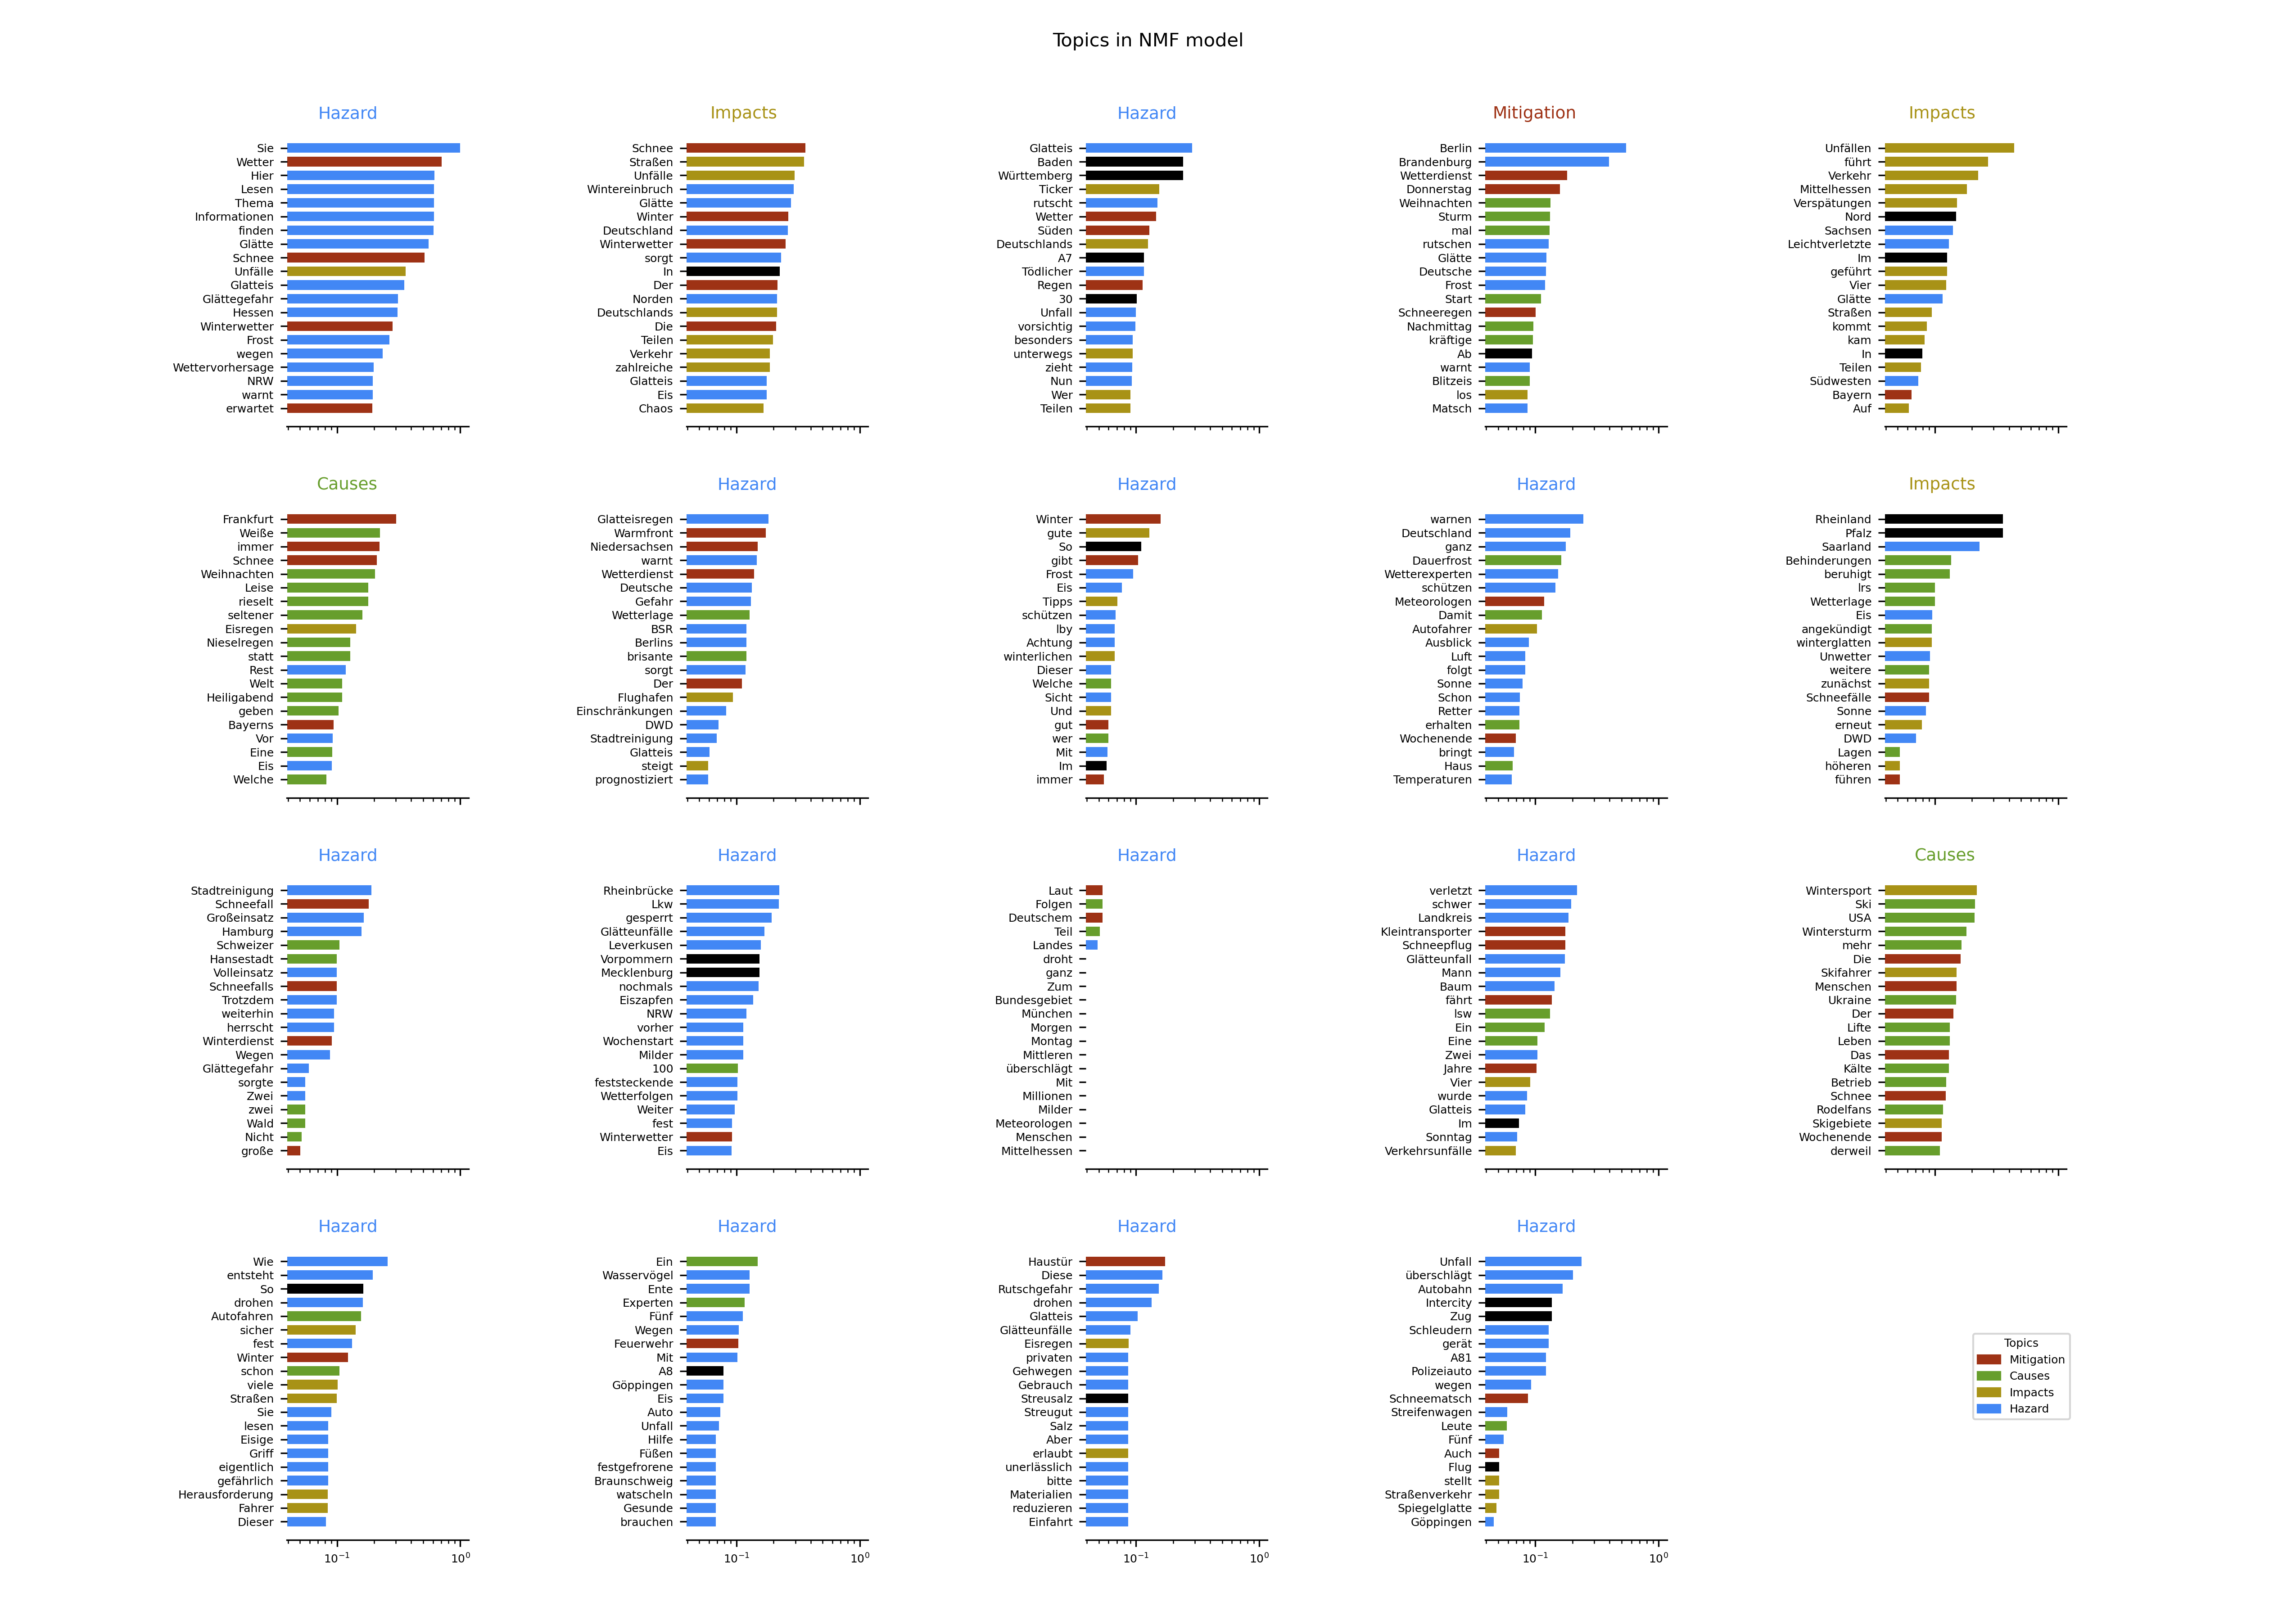 Topics in NMF model
Hazard
Sie
Wetter
Hier
Lesen
Thema
Informationen
finden
Glätte
Schnee
Unfälle
Glatteis
Glättegefahr
Hessen
Winterwetter
Frost
wegen
Wettervorhersage
NRW
warnt
erwartet
Impacts
Schnee
Straßen
Unfälle
Wintereinbruch
Glätte
Winter
Deutschland
Winterwetter
sorgt
In
Der
Norden
Deutschlands
Die
Teilen
Verkehr
zahlreiche
Glatteis
Eis
Chaos
Hazard
Glatteis
Baden
Württemberg
Ticker
rutscht
Wetter
Süden
Deutschlands
A7
Tödlicher
Regen
30
Unfall
vorsichtig
besonders
unterwegs
zieht
Nun
Wer
Teilen
Mitigation
Berlin
Brandenburg
Wetterdienst
Donnerstag
Weihnachten
Sturm
mal
rutschen
Glätte
Deutsche
Frost
Start
Schneeregen
Nachmittag
kräftige
Ab
warnt
Blitzeis
los
Matsch
Impacts
Unfällen
führt
Verkehr
Mittelhessen
Verspätungen
Nord
Sachsen
Leichtverletzte
Im
geführt
Vier
Glätte
Straßen
kommt
kam
In
Teilen
Südwesten
Bayern
Auf
Causes
Frankfurt
Weiße
immer
Schnee
Weihnachten
Leise
rieselt
seltener
Eisregen
Nieselregen
statt
Rest
Welt
Heiligabend
geben
Bayerns
Vor
Eine
Eis
Welche
Hazard
Glatteisregen
Warmfront
Niedersachsen
warnt
Wetterdienst
Deutsche
Gefahr
Wetterlage
BSR
Berlins
brisante
sorgt
Der
Flughafen
Einschränkungen
DWD
Stadtreinigung
Glatteis
steigt
prognostiziert
Hazard
Winter
gute
So
gibt
Frost
Eis
Tipps
schützen
lby
Achtung
winterlichen
Dieser
Welche
Sicht
Und
gut
wer
Mit
Im
immer
Hazard
warnen
Deutschland
ganz
Dauerfrost
Wetterexperten
schützen
Meteorologen
Damit
Autofahrer
Ausblick
Luft
folgt
Sonne
Schon
Retter
erhalten
Wochenende
bringt
Haus
Temperaturen
Impacts
Rheinland
Pfalz
Saarland
Behinderungen
beruhigt
lrs
Wetterlage
Eis
angekündigt
winterglatten
Unwetter
weitere
zunächst
Schneefälle
Sonne
erneut
DWD
Lagen
höheren
führen
Hazard
Stadtreinigung
Schneefall
Großeinsatz
Hamburg
Schweizer
Hansestadt
Volleinsatz
Schneefalls
Trotzdem
weiterhin
herrscht
Winterdienst
Wegen
Glättegefahr
sorgte
Zwei
zwei
Wald
Nicht
große
Hazard
Rheinbrücke
Lkw
gesperrt
Glätteunfälle
Leverkusen
Vorpommern
Mecklenburg
nochmals
Eiszapfen
NRW
vorher
Wochenstart
Milder
100
feststeckende
Wetterfolgen
Weiter
fest
Winterwetter
Eis
Hazard
Laut
Folgen
Deutschem
Teil
Landes
droht
ganz
Zum
Bundesgebiet
München
Morgen
Montag
Mittleren
überschlägt
Mit
Millionen
Milder
Meteorologen
Menschen
Mittelhessen
Hazard
verletzt
schwer
Landkreis
Kleintransporter
Schneepflug
Glätteunfall
Mann
Baum
fährt
lsw
Ein
Eine
Zwei
Jahre
Vier
wurde
Glatteis
Im
Sonntag
Verkehrsunfälle
Causes
Wintersport
Ski
USA
Wintersturm
mehr
Die
Skifahrer
Menschen
Ukraine
Der
Lifte
Leben
Das
Kälte
Betrieb
Schnee
Rodelfans
Skigebiete
Wochenende
derweil
Hazard
Wie
entsteht
So
drohen
Autofahren
sicher
fest
Winter
schon
viele
Straßen
Sie
lesen
Eisige
Griff
eigentlich
gefährlich
Herausforderung
Fahrer
Dieser
10⁻¹ 10⁰
Hazard
Ein
Wasservögel
Ente
Experten
Fünf
Wegen
Feuerwehr
Mit
A8
Göppingen
Eis
Auto
Unfall
Hilfe
Füßen
festgefrorene
Braunschweig
watscheln
Gesunde
brauchen
10⁻¹ 10⁰
Hazard
Haustür
Diese
Rutschgefahr
drohen
Glatteis
Glätteunfälle
Eisregen
privaten
Gehwegen
Gebrauch
Streusalz
Streugut
Salz
Aber
erlaubt
unerlässlich
bitte
Materialien
reduzieren
Einfahrt
10⁻¹ 10⁰
Hazard
Unfall
überschlägt
Autobahn
Intercity
Zug
Schleudern
gerät
A81
Polizeiauto
wegen
Schneematsch
Streifenwagen
Leute
Fünf
Auch
Flug
stellt
Straßenverkehr
Spiegelglatte
Göppingen
10⁻¹ 10⁰
Topics
Mitigation
Causes
Impacts
Hazard